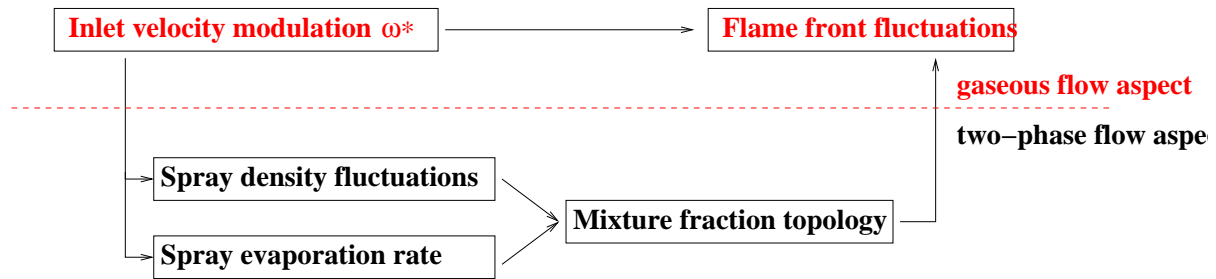 Inlet velocity modulation ω*
Flame front fluctuations
gaseous flow aspect
two−phase flow aspe
Spray density fluctuations
Mixture fraction topology
Spray evaporation rate